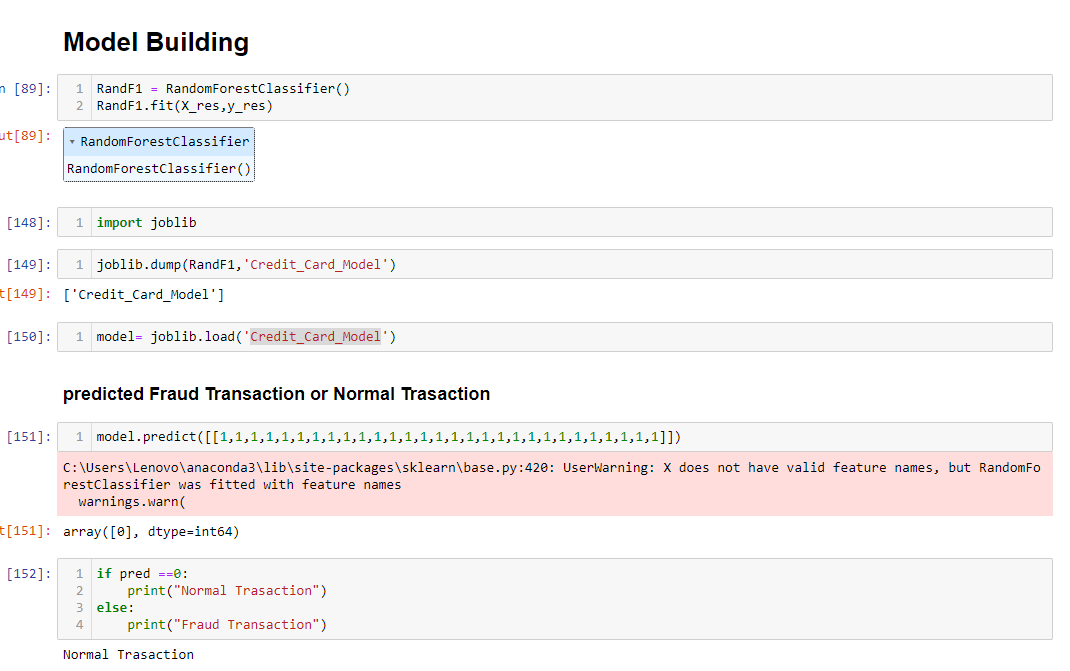 Model Building
n [89]:
1 RandF1 = RandomForestClassifier()
2 RandF1.fit(X_res,y_res)
ut[89]:
▾ RandomForestClassifier
RandomForestClassifier()
[148]:
1 import joblib
[149]:
1 joblib.dump(RandF1,'Credit_Card_Model')
t[149]: ['Credit_Card_Model']
[150]:
1 model= joblib.load('Credit_Card_Model')
predicted Fraud Transaction or Normal Trasaction
[151]:
1 model.predict([[1,1,1,1,1,1,1,1,1,1,1,1,1,1,1,1,1,1,1,1,1,1,1,1,1,1,1,1,1]])
C:\Users\Lenovo\anaconda3\lib\site-packages\sklearn\base.py:420: UserWarning: X does not have valid feature names, but RandomFo
restClassifier was fitted with feature names
warnings.warn(
t[151]: array([0], dtype=int64)
[152]:
1 if pred ==0:
2 print("Normal Trasaction")
3 else:
4 print("Fraud Transaction")
Normal Trasaction